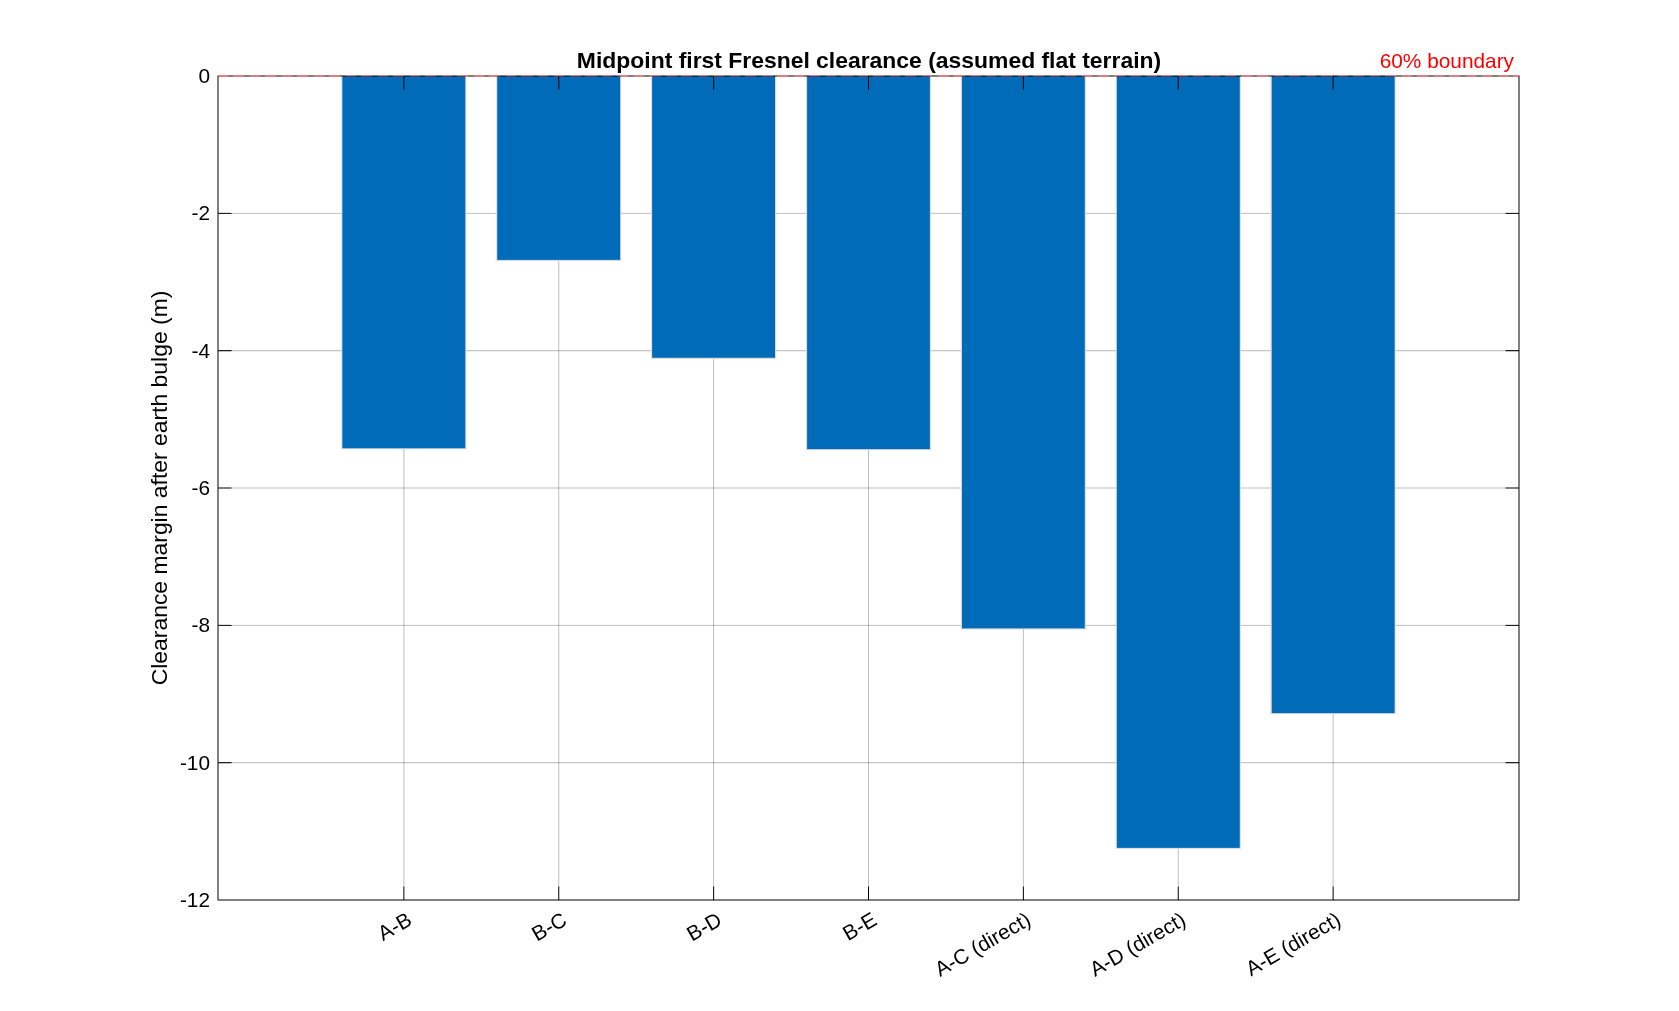 Midpoint first Fresnel clearance (assumed flat terrain)
60% boundary
Clearance margin after earth bulge (m)
0
-2
-4
-6
-8
-10
-12
A-B
B-C
B-D
B-E
A-C (direct)
A-D (direct)
A-E (direct)